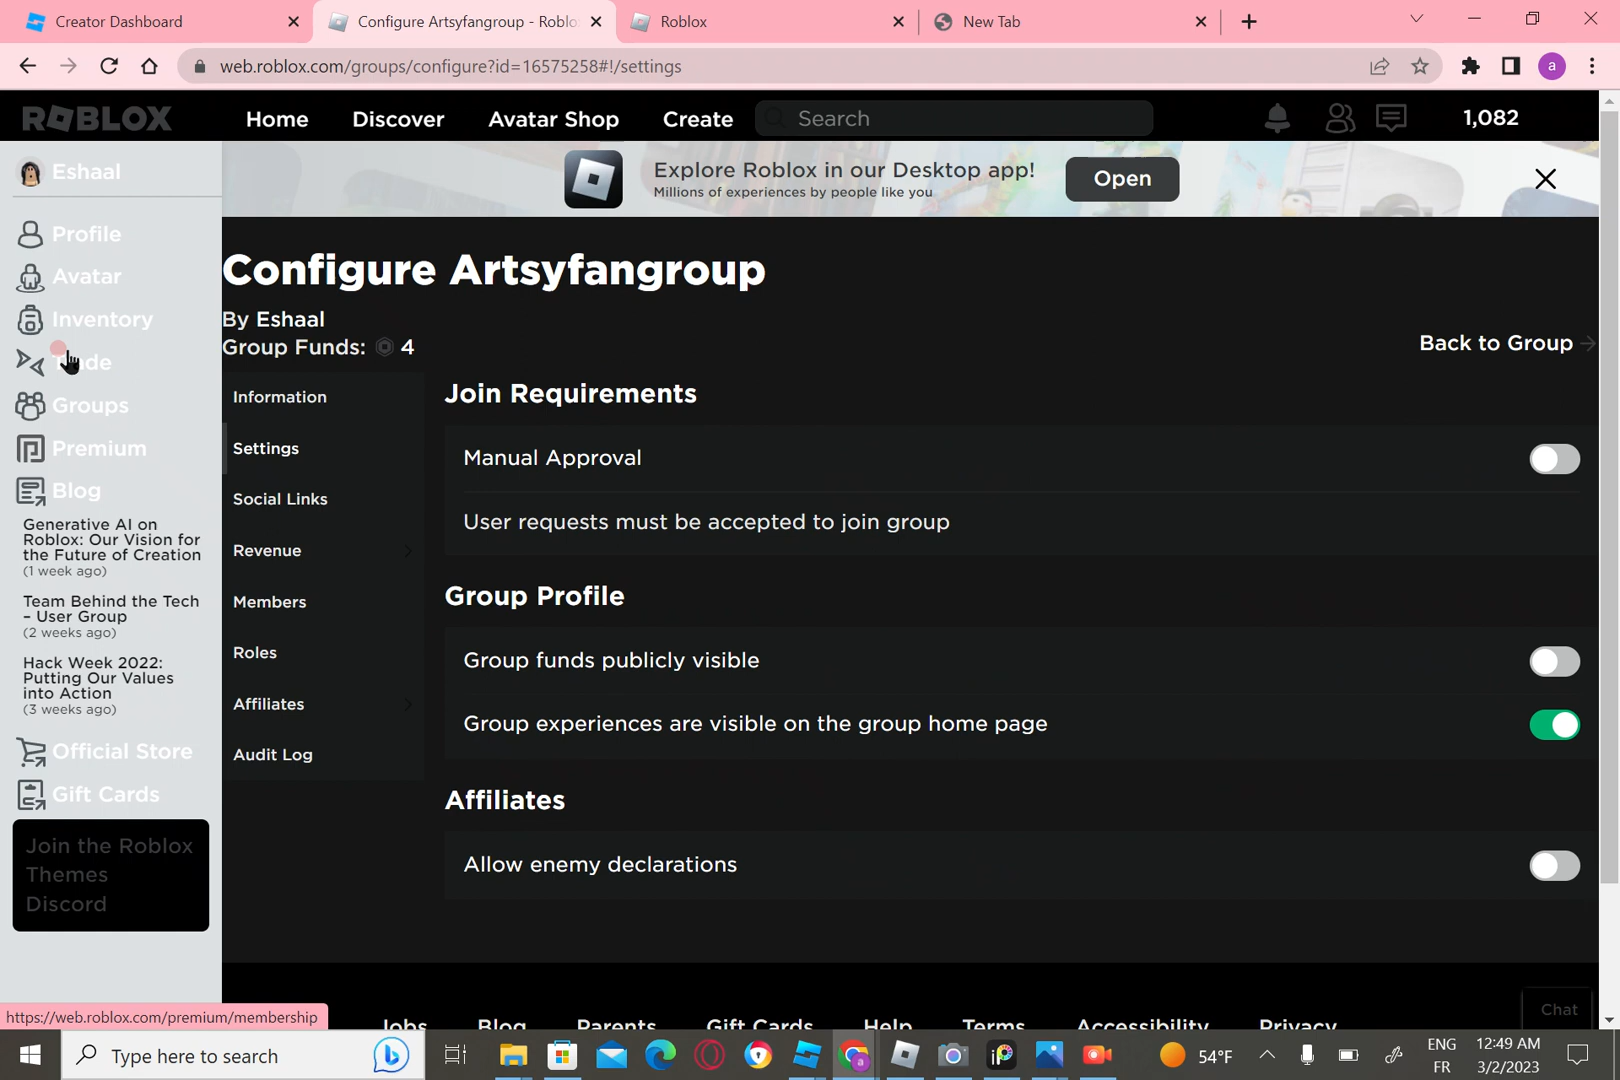 Creator Dashboard
Configure Artsyfangroup - Roblo
Roblox
New Tab
web.roblox.com/groups/configure?id=16575258#!/settings
a
ROBLOX
Home
Discover
Avatar Shop
Create
Search
1,082
Eshaal
Explore Roblox in our Desktop app!
Millions of experiences by people like you
Open
Profile
Avatar
Inventory
Groups
Premium
Blog
Generative AI on
Roblox: Our Vision for
the Future of Creation
(1 week ago)
Team Behind the Tech
– User Group
(2 weeks ago)
Hack Week 2022:
Putting Our Values
into Action
(3 weeks ago)
Official Store
Gift Cards
Join the Roblox
Themes
Discord
Configure Artsyfangroup
By Eshaal
Group Funds: 4
Back to Group
Information
Settings
Social Links
Revenue
Members
Roles
Affiliates
Audit Log
Join Requirements
Manual Approval
User requests must be accepted to join group
Group Profile
Group funds publicly visible
Group experiences are visible on the group home page
Affiliates
Allow enemy declarations
Chat
https://web.roblox.com/premium/membership
Jobs
Blog
Parents
Gift Cards
Help
Terms
Accessibility
Privacy
Type here to search
54°F
ENG
FR
12:49 AM
3/2/2023